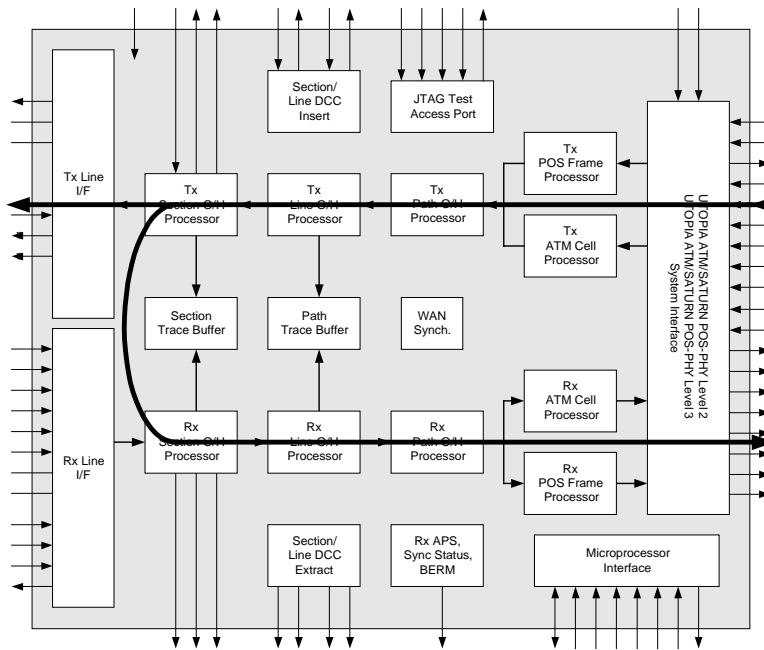 Section/
Line DCC
Insert
JTAG Test
Access Port
Tx Line
I/F
Tx
Section O/H
Processor
Tx
Line O/H
Processor
Tx
Path O/H
Processor
Tx
POS Frame
Processor
Tx
ATM Cell
Processor
UTOPIA ATM/SATURN POS-PHY Level 2
UTOPIA ATM/SATURN POS-PHY Level 3
System Interface
Section
Trace Buffer
Path
Trace Buffer
WAN
Synch.
Rx Line
I/F
Rx
Section O/H
Processor
Rx
Line O/H
Processor
Rx
Path O/H
Processor
Rx
ATM Cell
Processor
Rx
POS Frame
Processor
Section/
Line DCC
Extract
Rx APS,
Sync Status,
BERM
Microprocessor
Interface